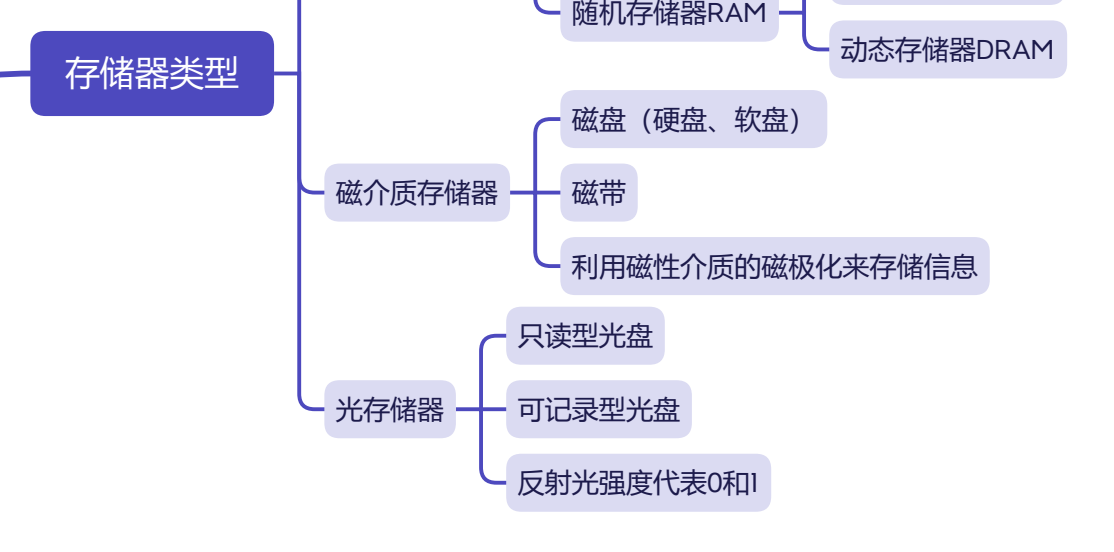 随机存储器RAM
动态存储器DRAM
存储器类型
磁盘（硬盘、软盘）
磁介质存储器
磁带
利用磁性介质的磁极化来存储信息
只读型光盘
光存储器
可记录型光盘
反射光强度代表0和1